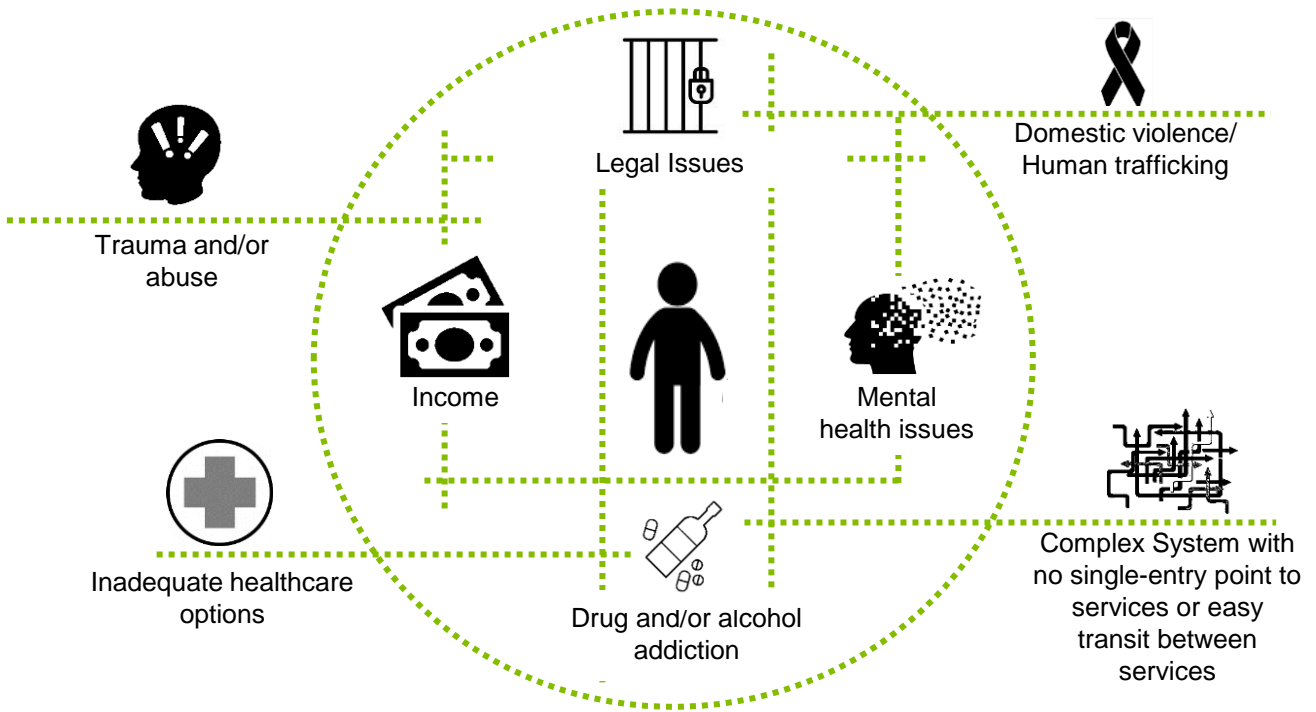 Legal Issues
Domestic violence/
Human trafficking
Trauma and/or
abuse
Income
Mental
health issues
Inadequate healthcare
options
Drug and/or alcohol
addiction
Complex System with
no single-entry point to
services or easy
transit between
services